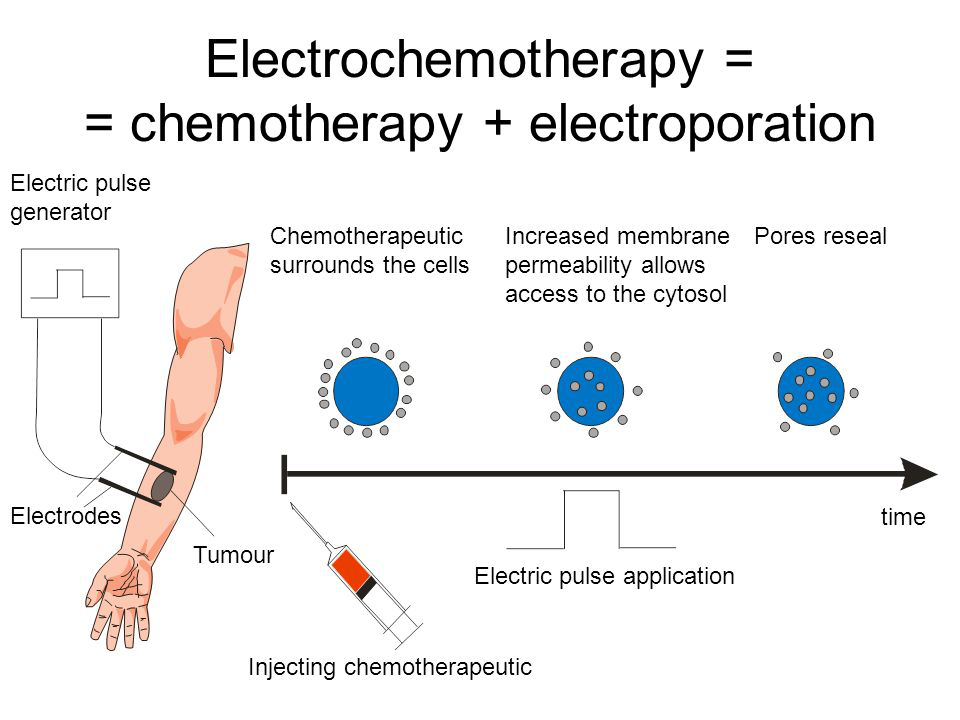 Electrochemotherapy =
= chemotherapy + electroporation
Electric pulse
generator
Chemotherapeutic
surrounds the cells
Increased membrane
permeability allows
access to the cytosol
Pores reseal
Electrodes
Tumour
time
Electric pulse application
Injecting chemotherapeutic